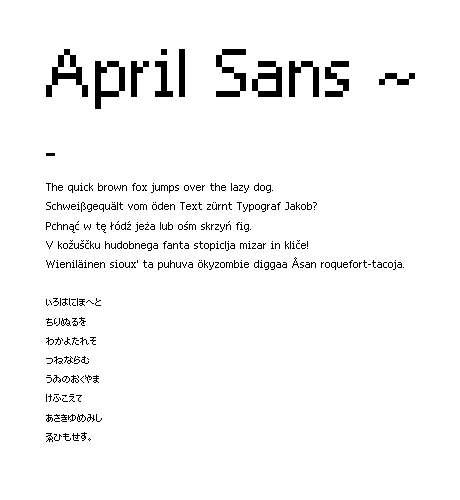 April Sans ~
-
The quick brown fox jumps over the lazy dog.
Schweißgequält vom öden Text zürnt Typograf Jakob?
Pchnąć w tę łódź jeża lub ośm skrzyń fig.
V kožuščku hudobnega fanta stopiclja mizar in kliče!
Wieniläinen sioux' ta puhuva ökyzombie diggaa Åsan roquefort-tacoja.
いろはにほへと
ちりぬるを
わかよたれそ
つねならむ
うゐのおくやま
けふこえて
あさきゆめみし
ゑひもせす。